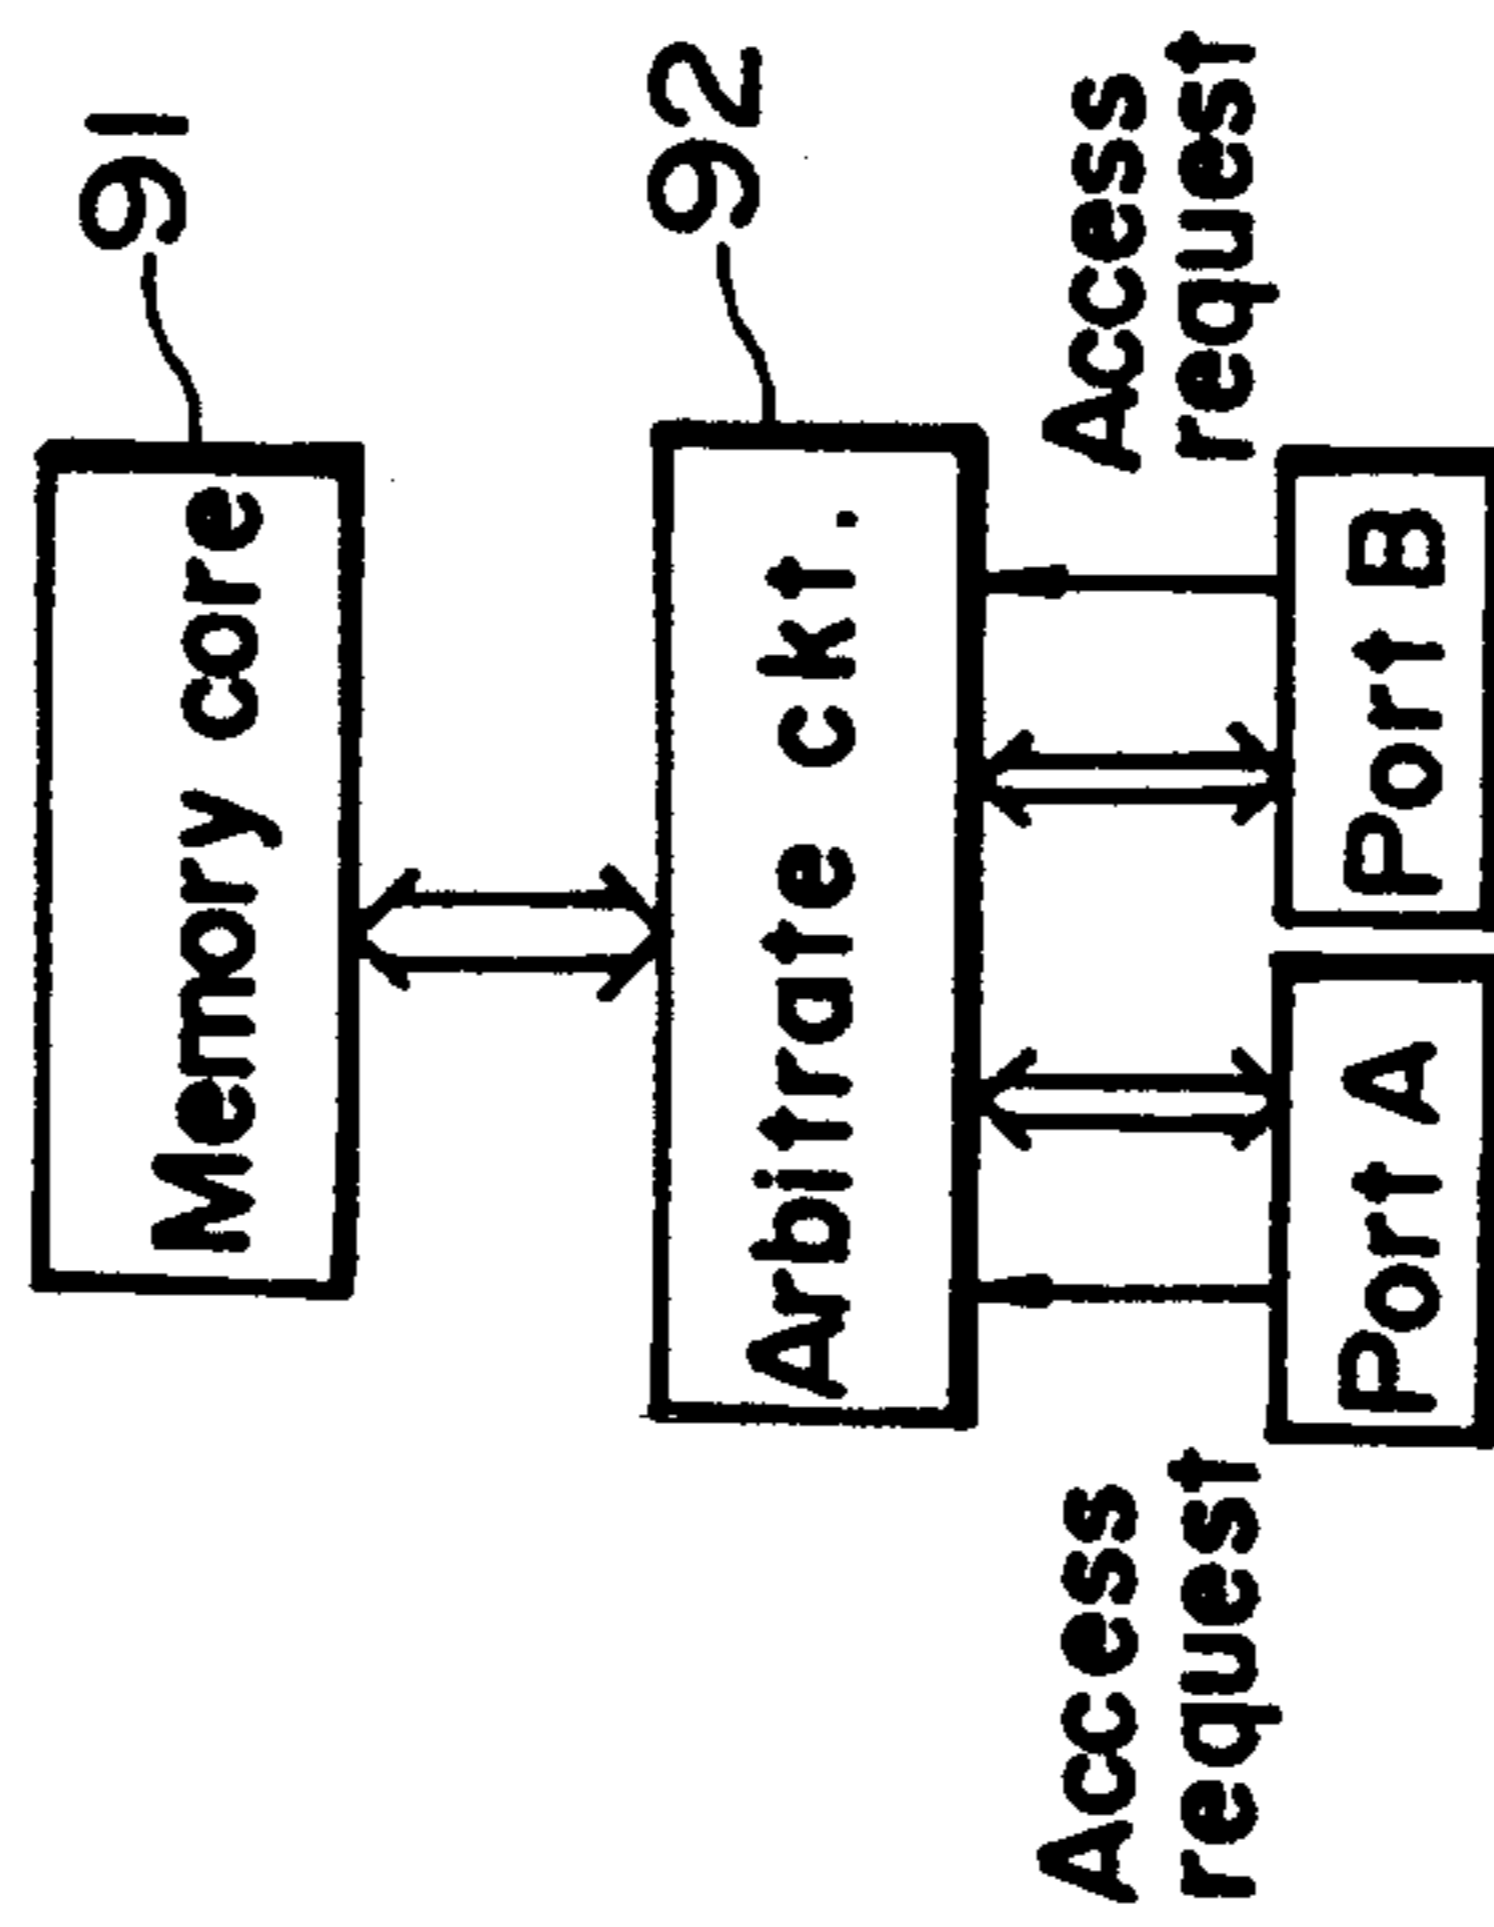 91
Memory core
92
Arbitrate ckt.
Access
request
Access
request
Port A
Port B